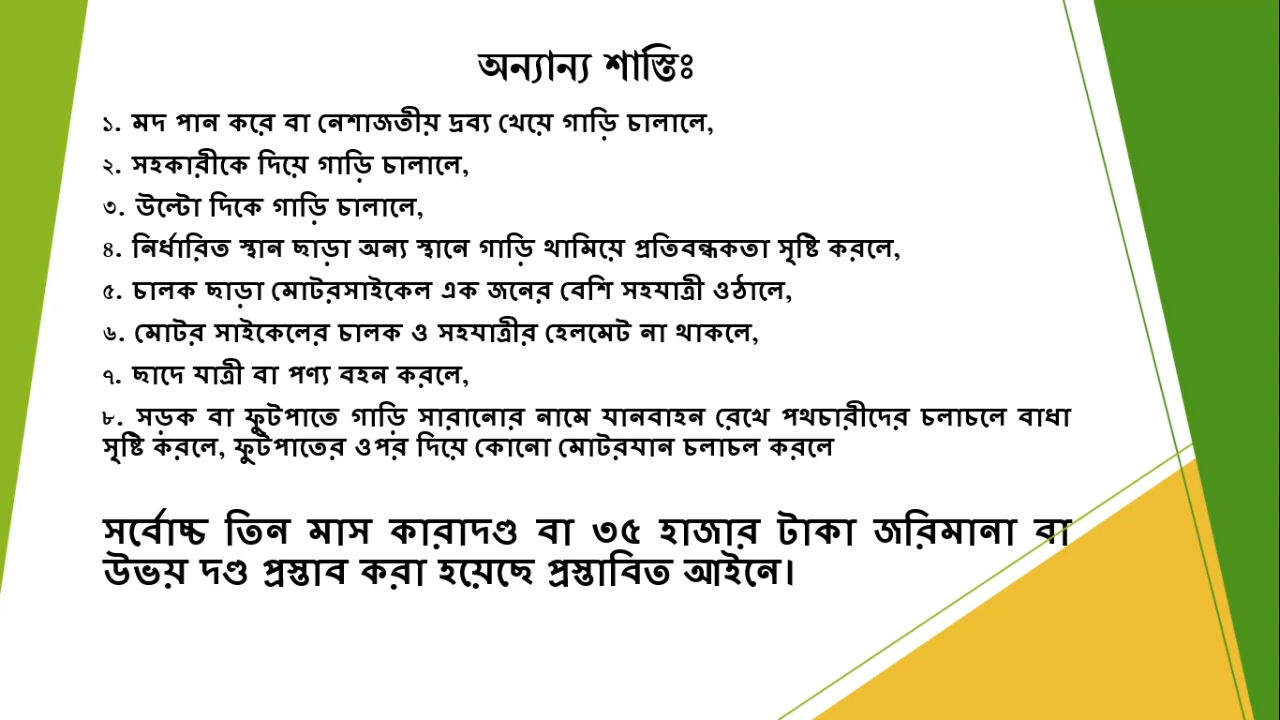 অন্যান্য শাস্তিঃ
১. মদ পান করে বা নেশাজতীয় দ্রব্য খেয়ে গাড়ি চালালে,
২. সহকারীকে দিয়ে গাড়ি চালালে,
৩. উল্টো দিকে গাড়ি চালালে,
৪. নির্ধারিত স্থান ছাড়া অন্য স্থানে গাড়ি থামিয়ে প্রতিবন্ধকতা সৃষ্টি করলে,
৫. চালক ছাড়া মোটরসাইকেল এক জনের বেশি সহযাত্রী ওঠালে,
৬. মোটর সাইকেলের চালক ও সহযাত্রীর হেলমেট না থাকলে,
৭. ছাদে যাত্রী বা পণ্য বহন করলে,
৮. সড়ক বা ফুটপাতে গাড়ি সারানোর নামে যানবাহন রেখে পথচারীদের চলাচলে বাধা
সৃষ্টি করলে, ফুটপাতের ওপর দিয়ে কোনো মোটরযান চলাচল করলে
সর্বোচ্চ তিন মাস কারাদণ্ড বা ৩৫ হাজার টাকা জরিমানা বা
উভয় দণ্ড প্রস্তাব করা হয়েছে প্রস্তাবিত আইনে।